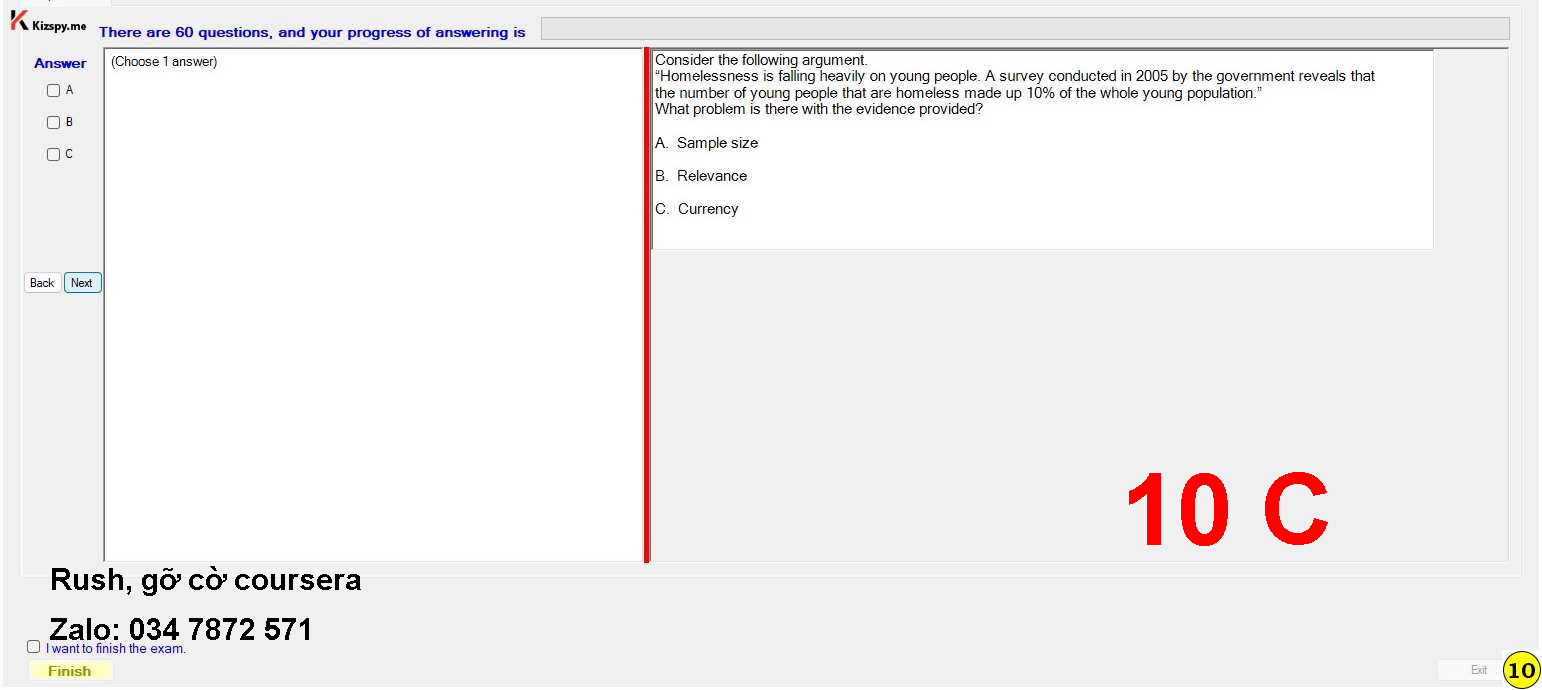 Kizspy.me
There are 60 questions, and your progress of answering is
Answer
A
B
C
Back
Next
(Choose 1 answer)
Consider the following argument.
“Homelessness is falling heavily on young people. A survey conducted in 2005 by the government reveals that
the number of young people that are homeless made up 10% of the whole young population.”
What problem is there with the evidence provided?
A. Sample size
B. Relevance
C. Currency
10 C
Rush, gỡ cờ coursera
Zalo: 034 7872 571
I want to finish the exam.
Finish
Exit
10